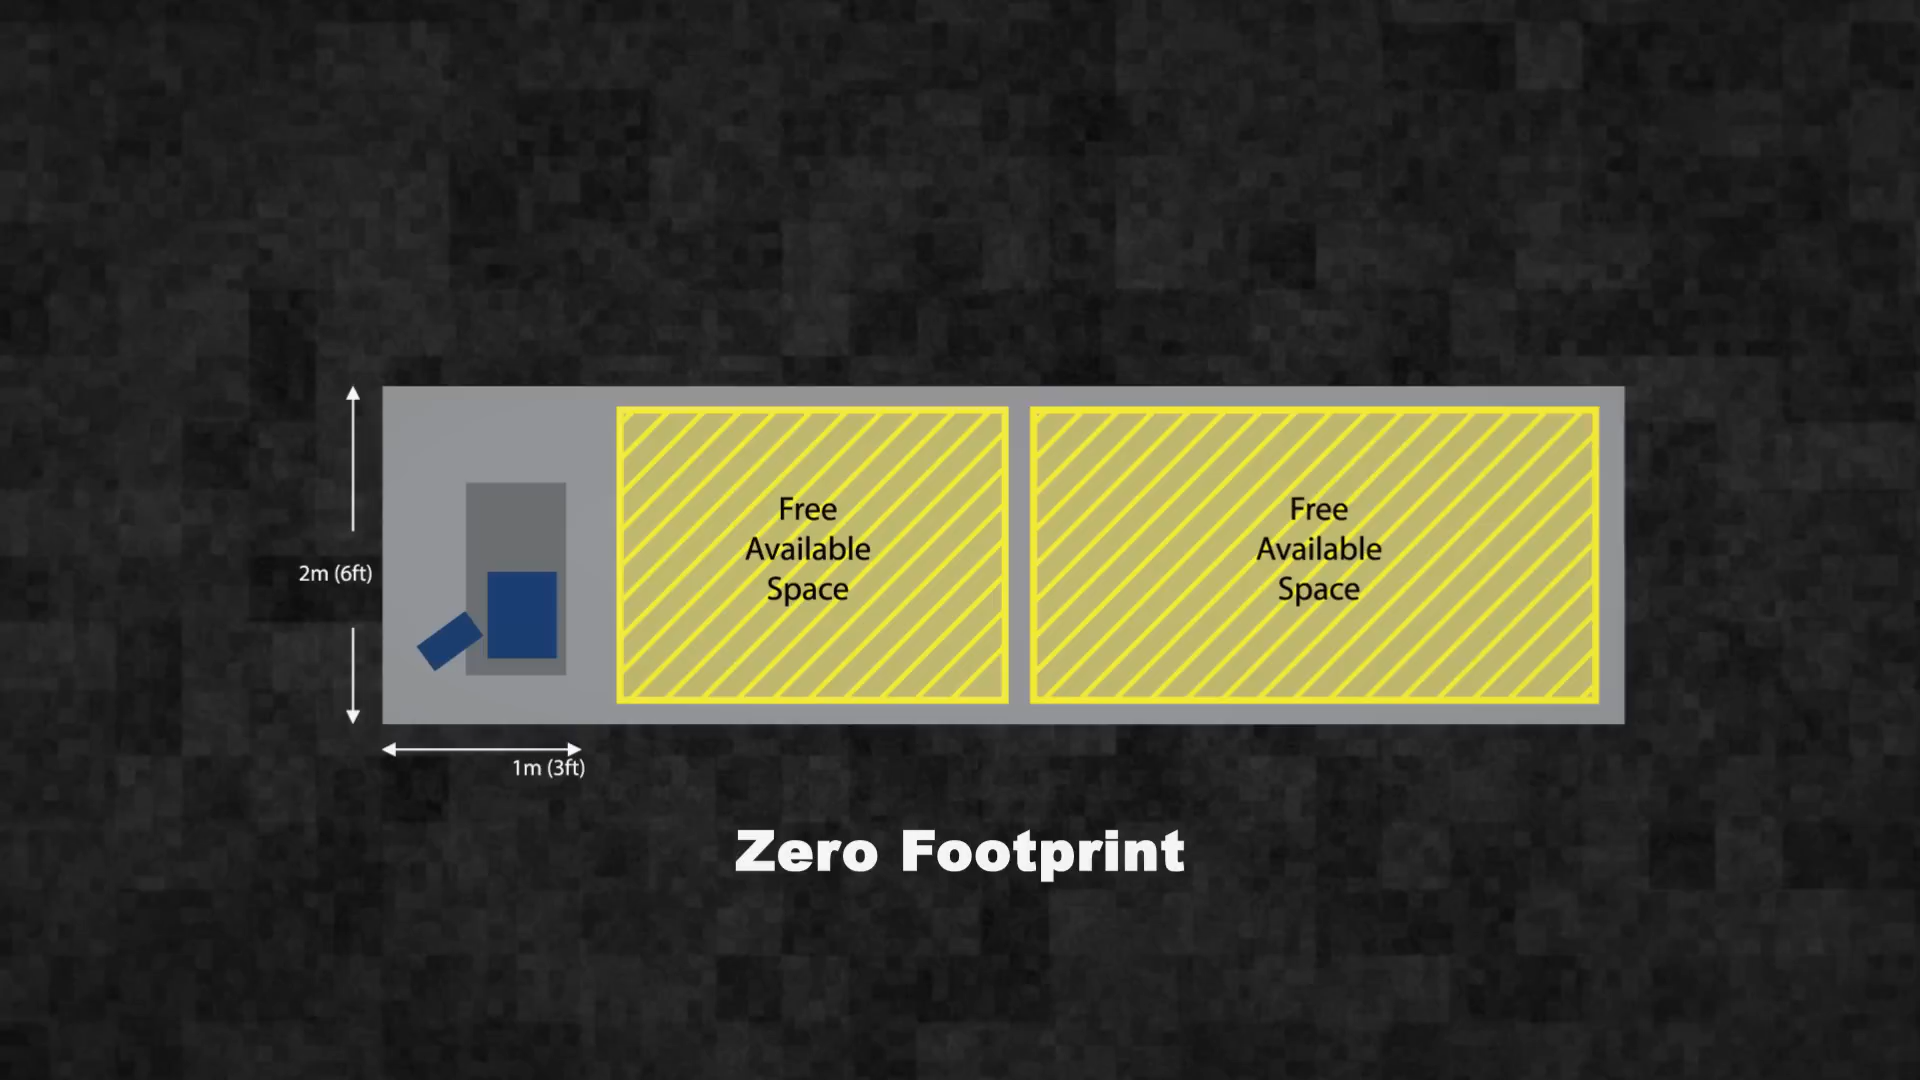 Free
Available
Space
Free
Available
Space
2m (6ft)
1m (3ft)
Zero Footprint